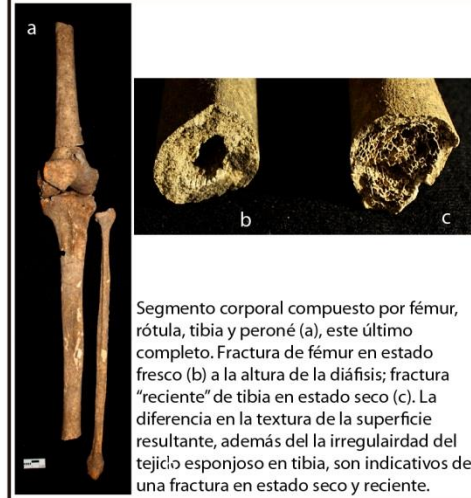 a
b
c
Segmento corporal compuesto por fémur,
rótula, tibia y peroné (a), este último
completo. Fractura de fémur en estado
fresco (b) a la altura de la diáfisis; fractura
"reciente" de tibia en estado seco (c). La
diferencia en la textura de la superficie
resultante, además del la irregulairdad del
tejido esponjoso en tibia, son indicativos de
una fractura en estado seco y reciente.